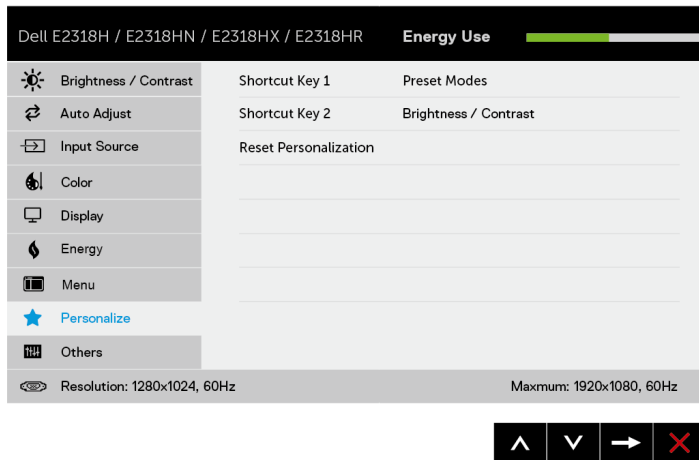 Dell E2318H / E2318HN / E2318HX / E2318HR Energy Use
Brightness / Contrast Shortcut Key 1 Preset Modes
Auto Adjust Shortcut Key 2 Brightness / Contrast
Input Source Reset Personalization
Color
Display
Energy
Menu
Personalize
Others
Resolution: 1280x1024, 60Hz Maxmum: 1920x1080, 60Hz